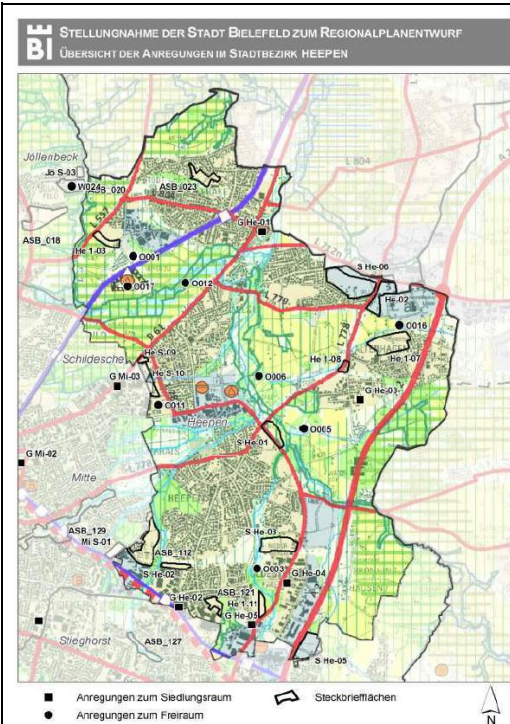 BI
STELLUNGNAHME DER STADT BIELEFELD ZUM REGIONALPLANENTWURF
ÜBERSICHT DER ANREGUNGEN IM STADTBEZIRK HEEPEN
Jöllenbeck
Jö S-03
W024
ASB_020
ASB_023
L 804
ASB_018
He 1-03
G He-01
O001
O017
O012
S He-06
L 770
He-02
O016
Schildesche
He S-09
He S-10
He 1-08
He 1-07
G Mi-03
O006
G He-03
O011
Heepen
O005
S He-01
G Mi-02
Mitte
L 778
HEEPEN
ASB_129
Mi S-01
ASB_112
S He-03
S He-02
O003
G He-04
G He-02
ASB_121
He 1-11
G He-05
Stieghorst
ASB_127
S He-05
Anregungen zum Siedlungsraum
Steckbriefflächen
Anregungen zum Freiraum
N